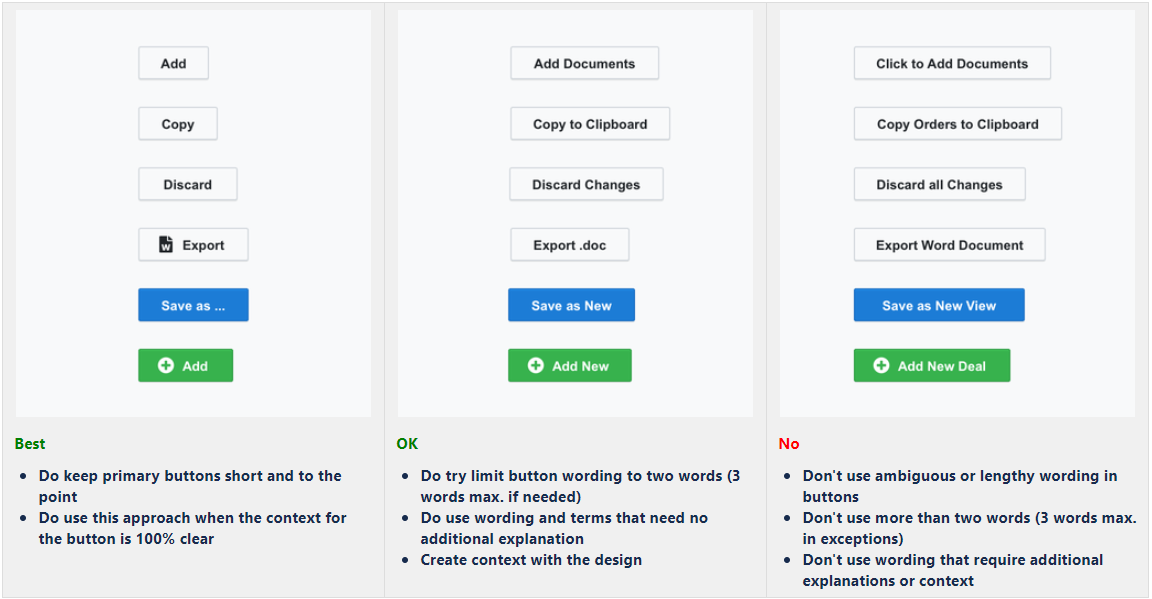 Add
Copy
Discard
Export
Save as ...
Add
Best
Do keep primary buttons short and to the
point
Do use this approach when the context for
the button is 100% clear
Add Documents
Copy to Clipboard
Discard Changes
Export .doc
Save as New
Add New
OK
Do try limit button wording to two words (3
words max. if needed)
Do use wording and terms that need no
additional explanation
Create context with the design
Click to Add Documents
Copy Orders to Clipboard
Discard all Changes
Export Word Document
Save as New View
Add New Deal
No
Don't use ambiguous or lengthy wording in
buttons
Don't use more than two words (3 words max.
in exceptions)
Don't use wording that require additional
explanations or context